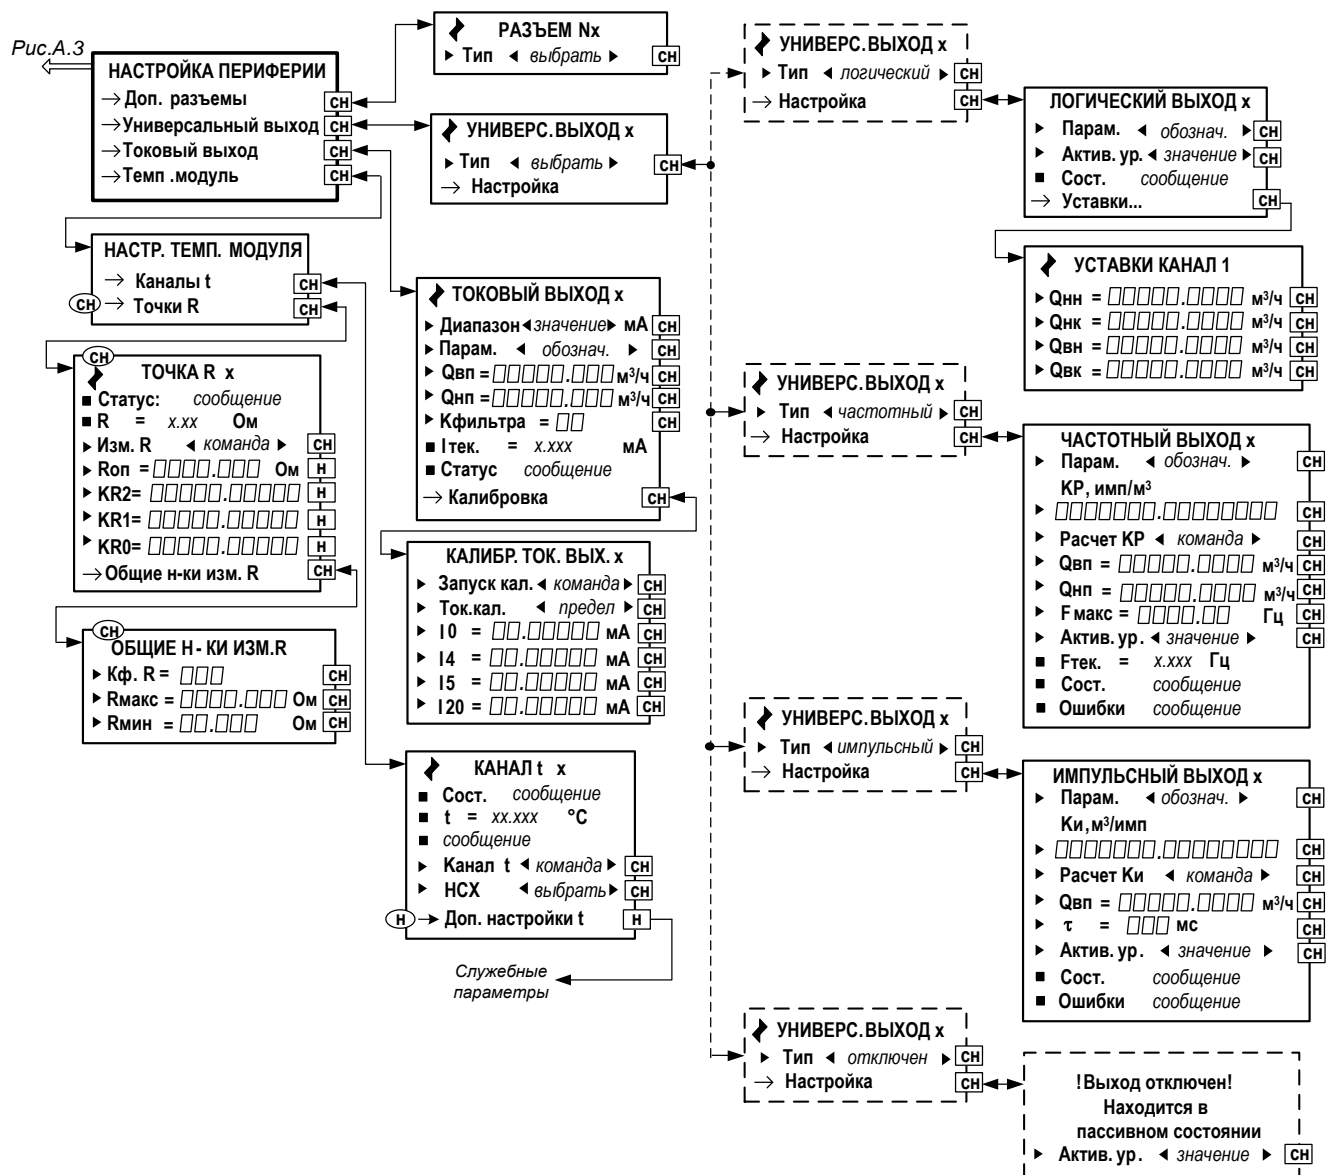 Рис.А.3
НАСТРОЙКА ПЕРИФЕРИИ
→ Доп. разъемы СН
→ Универсальный выход СН
→ Токовый выход СН
→ Темп .модуль СН
РАЗЪЕМ Nx
▶ Тип ◀ выбрать ▶ СН
УНИВЕРС.ВЫХОД x
▶ Тип ◀ выбрать ▶ СН
→ Настройка
НАСТР. ТЕМП. МОДУЛЯ
→ Каналы t СН
СН → Точки R СН
СН
ТОЧКА R x
■ Статус: сообщение
■ R = x.xx Ом
▶ Изм. R ◀ команда ▶ СН
▶ Rоп = □□□□.□□□ Ом Н
▶ KR2= □□□□□.□□□□□ Н
▶ KR1= □□□□□.□□□□□ Н
▶ KR0= □□□□□.□□□□□ Н
→ Общие н-ки изм. R СН
СН
ОБЩИЕ Н - КИ ИЗМ.R
▶ Кф. R = □□□ СН
▶ Rмакс = □□□□.□□□ Ом СН
▶ Rмин = □□.□□□ Ом СН
ТОКОВЫЙ ВЫХОД x
▶ Диапазон ◀ значение ▶ мА СН
▶ Парам. ◀ обознач. ▶ СН
▶ Qвп = □□□□□.□□□ м³/ч СН
▶ Qнп = □□□□□.□□□ м³/ч СН
▶ Кфильтра = □□ СН
■ I тек. = x.xxx мА
■ Статус сообщение
→ Калибровка СН
КАЛИБР. ТОК. ВЫХ. x
▶ Запуск кал. ◀ команда ▶ СН
▶ Ток.кал. ◀ предел ▶ СН
▶ I0 = □□.□□□□□ мА СН
▶ I4 = □□.□□□□□ мА СН
▶ I5 = □□.□□□□□ мА СН
▶ I20 = □□.□□□□□ мА СН
КАНАЛ t x
■ Сост. сообщение
■ t = xx.xxx °C
■ сообщение
▶ Канал t ◀ команда ▶ СН
▶ НСХ ◀ выбрать ▶ СН
Н → Доп. настройки t Н
Служебные
параметры
УНИВЕРС.ВЫХОД x
▶ Тип ◀ логический ▶ СН
→ Настройка СН
ЛОГИЧЕСКИЙ ВЫХОД x
▶ Парам. ◀ обознач. ▶ СН
▶ Актив. ур. ◀ значение ▶ СН
■ Сост. сообщение
→ Уставки... СН
УСТАВКИ КАНАЛ 1
▶ Qнн = □□□□□.□□□□ м³/ч СН
▶ Qнк = □□□□□.□□□□ м³/ч СН
▶ Qвн = □□□□□.□□□□ м³/ч СН
▶ Qвк = □□□□□.□□□□ м³/ч СН
УНИВЕРС.ВЫХОД x
▶ Тип ◀ частотный ▶ СН
→ Настройка СН
ЧАСТОТНЫЙ ВЫХОД x
▶ Парам. ◀ обознач. ▶ СН
KP, имп/м³
▶ □□□□□□□.□□□□□□□□ СН
▶ Расчет KP ◀ команда ▶ СН
▶ Qвп = □□□□□.□□□□ м³/ч СН
▶ Qнп = □□□□□.□□□□ м³/ч СН
▶ F макс = □□□□.□□ Гц СН
▶ Актив. ур. ◀ значение ▶ СН
■ Fтек. = x.xxx Гц
■ Сост. сообщение
■ Ошибки сообщение
УНИВЕРС.ВЫХОД x
▶ Тип ◀ импульсный ▶ СН
→ Настройка СН
ИМПУЛЬСНЫЙ ВЫХОД x
▶ Парам. ◀ обознач. ▶ СН
Kи,м³/имп
▶ □□□□□□□.□□□□□□□□ СН
▶ Расчет Kи ◀ команда ▶ СН
▶ Qвп = □□□□□.□□□□ м³/ч СН
▶ τ = □□□ мс СН
▶ Актив. ур. ◀ значение ▶ СН
■ Сост. сообщение
■ Ошибки сообщение
УНИВЕРС.ВЫХОД x
▶ Тип ◀ отключен ▶ СН
→ Настройка СН
!Выход отключен!
Находится в
пассивном состоянии
▶ Актив. ур. ◀ значение ▶ СН